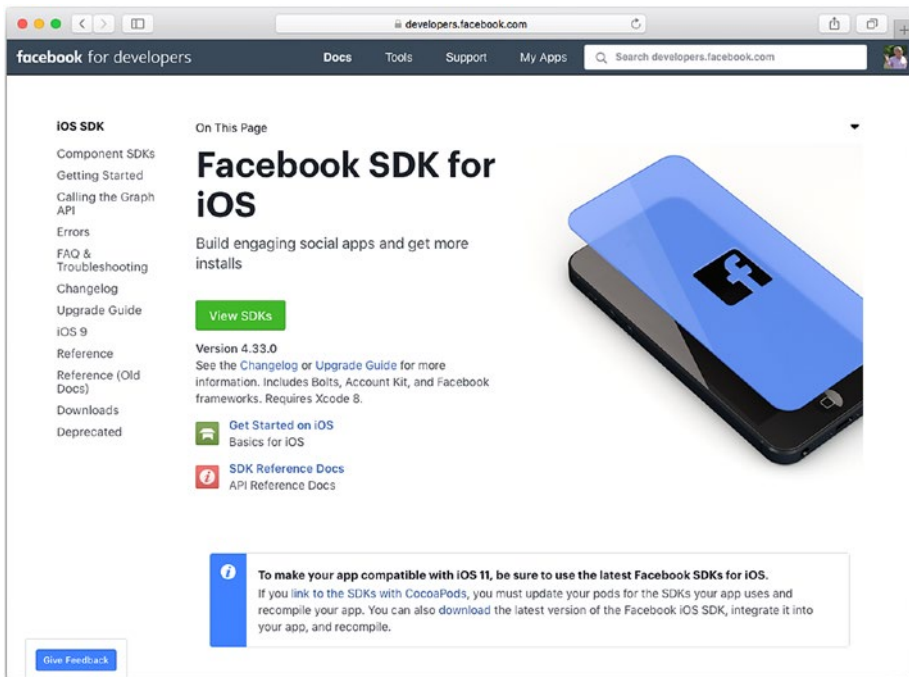 developers.facebook.com
facebook for developers
Docs
Tools
Support
My Apps
Search developers.facebook.com
iOS SDK
Component SDKs
Getting Started
Calling the Graph
API
Errors
FAQ &
Troubleshooting
Changelog
Upgrade Guide
iOS 9
Reference
Reference (Old
Docs)
Downloads
Deprecated
On This Page
Facebook SDK for
iOS
Build engaging social apps and get more
installs
View SDKs
Version 4.33.0
See the Changelog or Upgrade Guide for more
information. Includes Bolts, Account Kit, and Facebook
frameworks. Requires Xcode 8.
Get Started on iOS
Basics for iOS
SDK Reference Docs
API Reference Docs
To make your app compatible with iOS 11, be sure to use the latest Facebook SDKs for iOS.
If you link to the SDKs with CocoaPods, you must update your pods for the SDKs your app uses and
recompile your app. You can also download the latest version of the Facebook iOS SDK, integrate it into
your app, and recompile.
Give Feedback